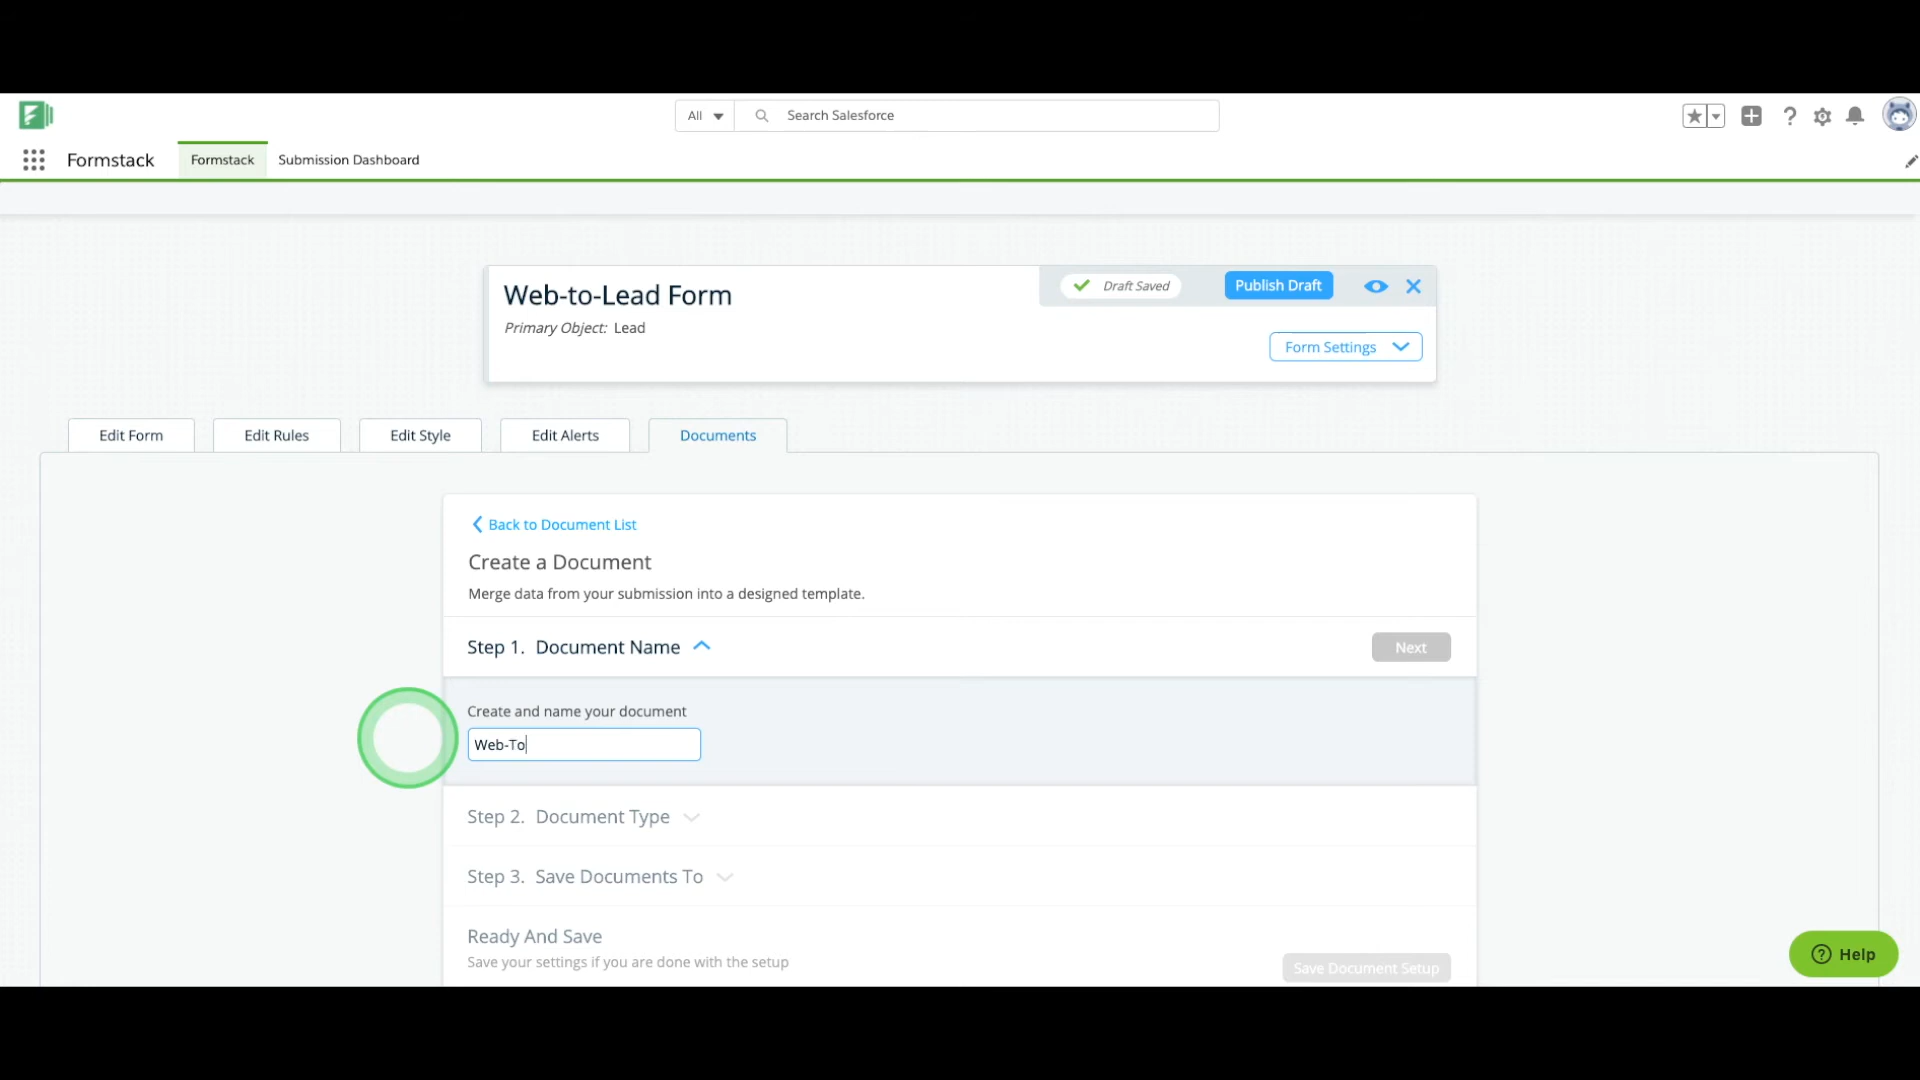 All
Search Salesforce
Formstack
Formstack
Submission Dashboard
Web-to-Lead Form
Draft Saved
Publish Draft
Primary Object: Lead
Form Settings
Edit Form
Edit Rules
Edit Style
Edit Alerts
Documents
Back to Document List
Create a Document
Merge data from your submission into a designed template.
Step 1. Document Name
Next
Create and name your document
Web-To
Step 2. Document Type
Step 3. Save Documents To
Ready And Save
Save your settings if you are done with the setup
Save Document Setup
? Help